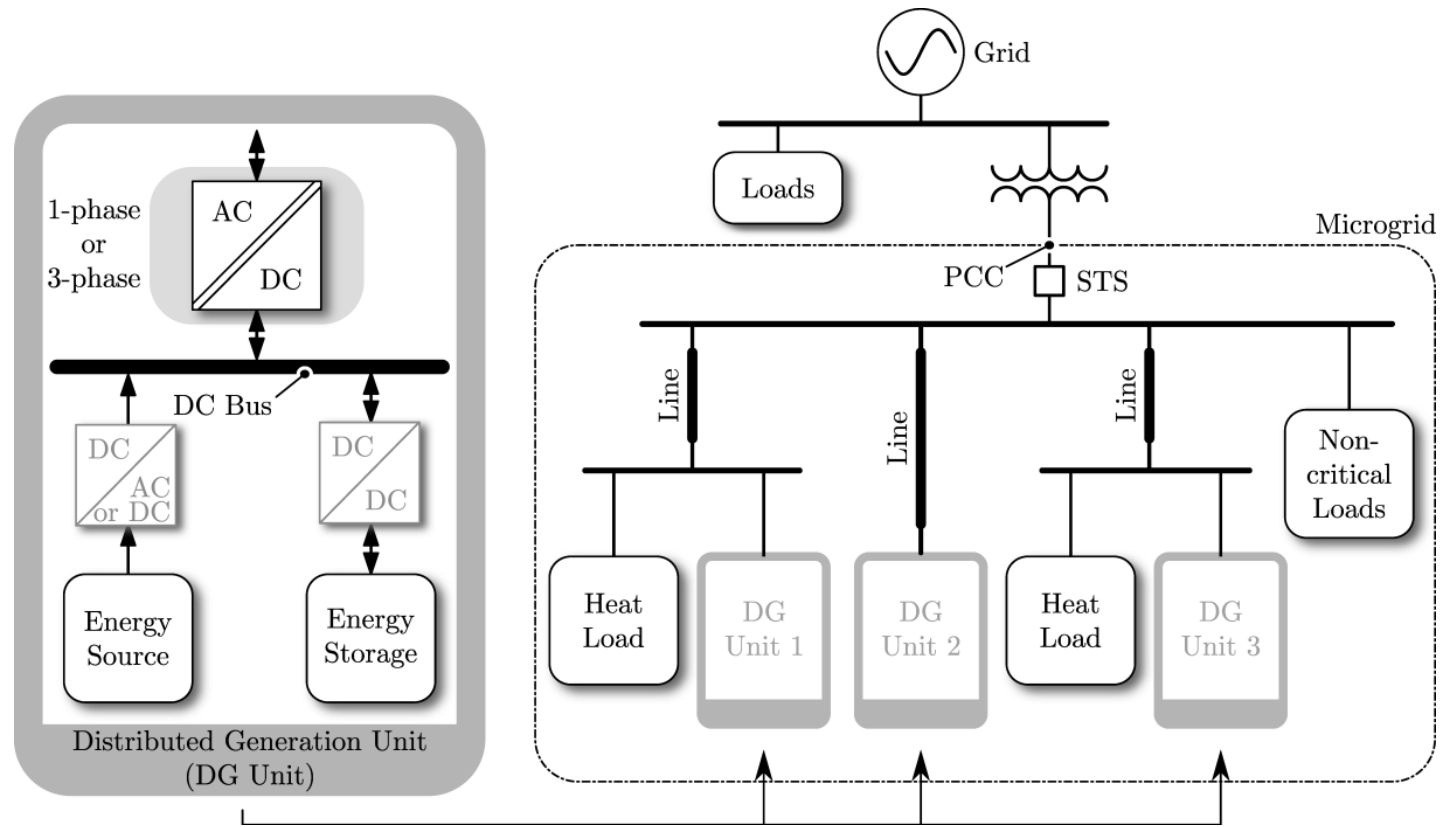 1-phase
or
3-phase
AC
DC
DC Bus
DC
AC
or DC
DC
DC
Energy
Source
Energy
Storage
Distributed Generation Unit
(DG Unit)
Grid
Loads
Microgrid
PCC
STS
Line
Line
Line
Non-
critical
Loads
Heat
Load
DG
Unit 1
DG
Unit 2
Heat
Load
DG
Unit 3